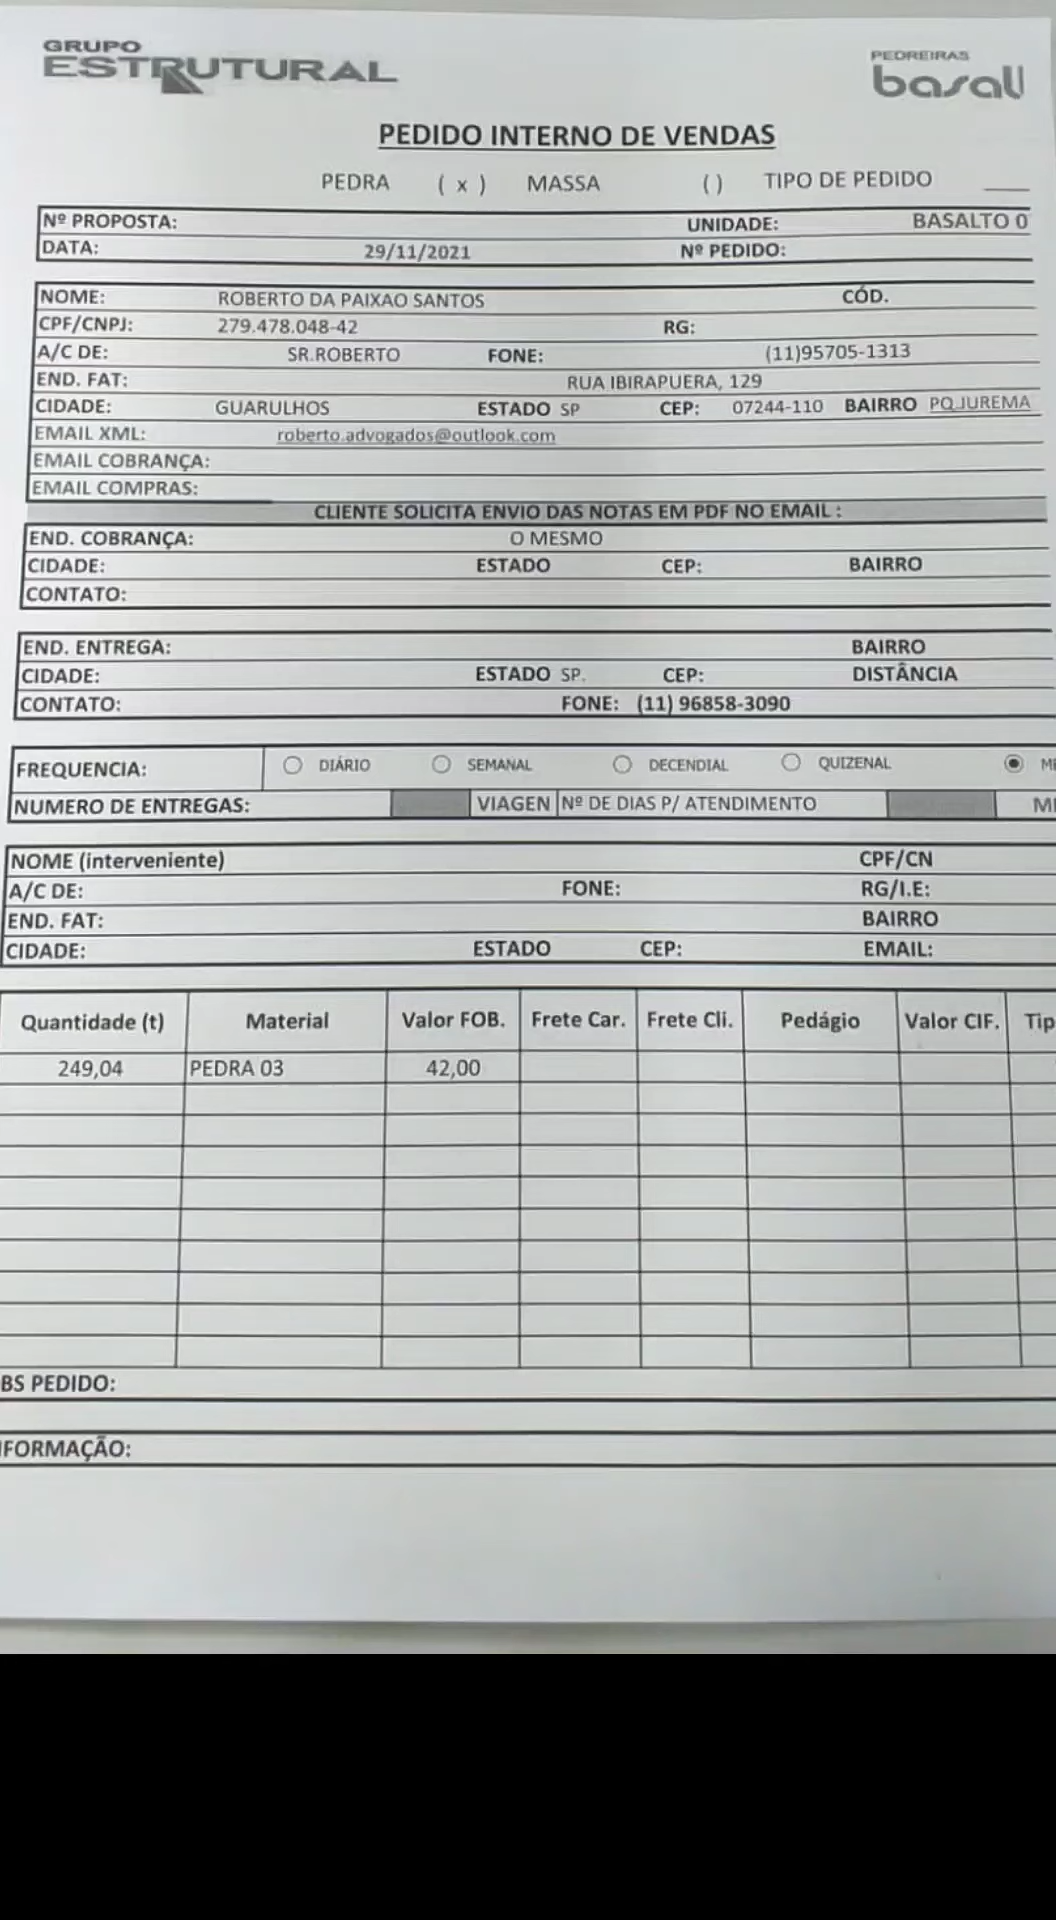 GRUPO
ESTRUTURAL
PEDREIRAS
basalt
PEDIDO INTERNO DE VENDAS
PEDRA ( x ) MASSA ( ) TIPO DE PEDIDO
Nº PROPOSTA: UNIDADE: BASALTO 0
DATA: 29/11/2021 Nº PEDIDO:
NOME: ROBERTO DA PAIXAO SANTOS CÓD.
CPF/CNPJ: 279.478.048-42 RG:
A/C DE: SR.ROBERTO FONE: (11)95705-1313
END. FAT: RUA IBIRAPUERA, 129
CIDADE: GUARULHOS ESTADO SP CEP: 07244-110 BAIRRO PQ.JUREMA
EMAIL XML: roberto.advogados@outlook.com
EMAIL COBRANÇA:
EMAIL COMPRAS:
CLIENTE SOLICITA ENVIO DAS NOTAS EM PDF NO EMAIL :
END. COBRANÇA: O MESMO
CIDADE: ESTADO CEP: BAIRRO
CONTATO:
END. ENTREGA: BAIRRO
CIDADE: ESTADO SP. CEP: DISTÂNCIA
CONTATO: FONE: (11) 96858-3090
FREQUENCIA: DIÁRIO SEMANAL DECENDIAL QUIZENAL
NUMERO DE ENTREGAS: VIAGEN Nº DE DIAS P/ ATENDIMENTO
NOME (interveniente) CPF/CN
A/C DE: FONE: RG/I.E:
END. FAT: BAIRRO
CIDADE: ESTADO CEP: EMAIL:
Quantidade (t) Material Valor FOB. Frete Car. Frete Cli. Pedágio Valor CIF. Tip
249,04 PEDRA 03 42,00
BS PEDIDO:
FORMAÇÃO: